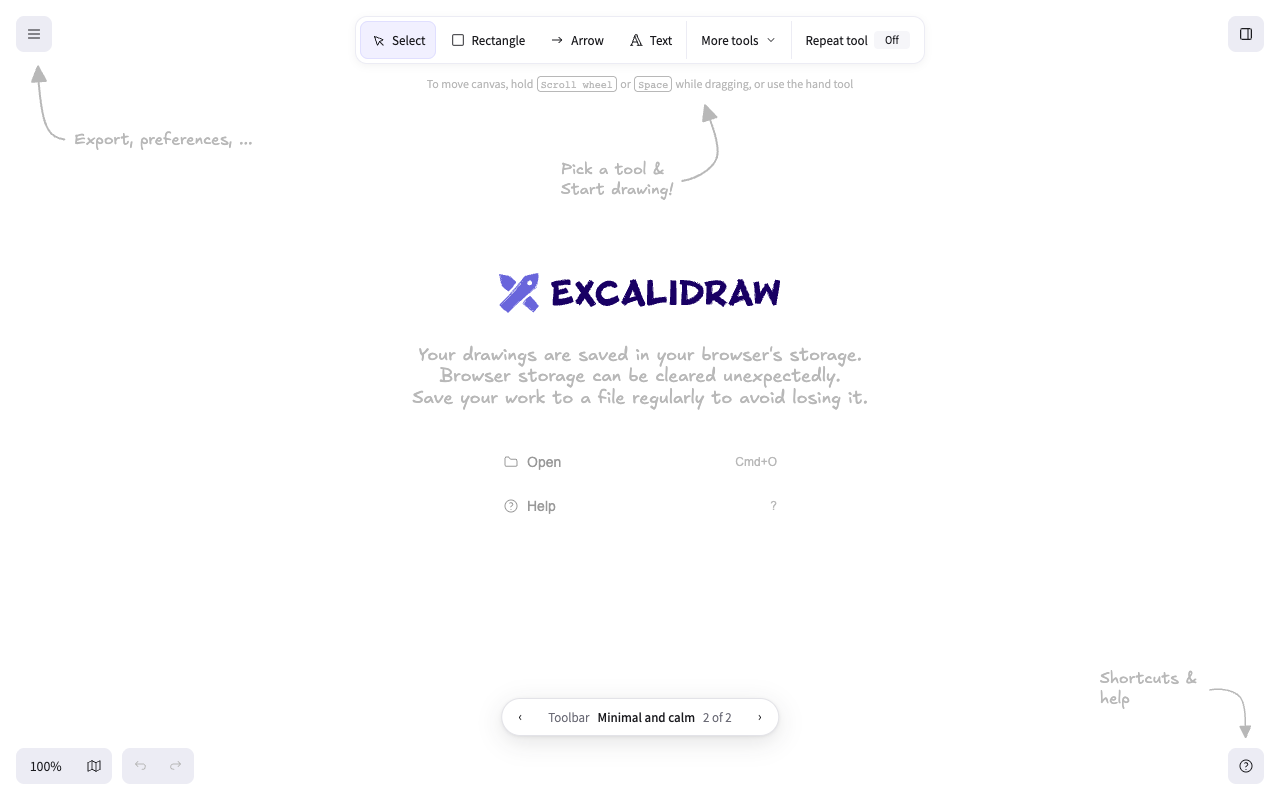 Select
Rectangle
Arrow
Text
More tools
Repeat tool
Off
To move canvas, hold Scroll wheel or Space while dragging, or use the hand tool
Export, preferences, ...
Pick a tool &
Start drawing!
EXCALIDRAW
Your drawings are saved in your browser's storage.
Browser storage can be cleared unexpectedly.
Save your work to a file regularly to avoid losing it.
Open Cmd+O
Help ?
Shortcuts &
help
‹ Toolbar Minimal and calm 2 of 2 ›
100%